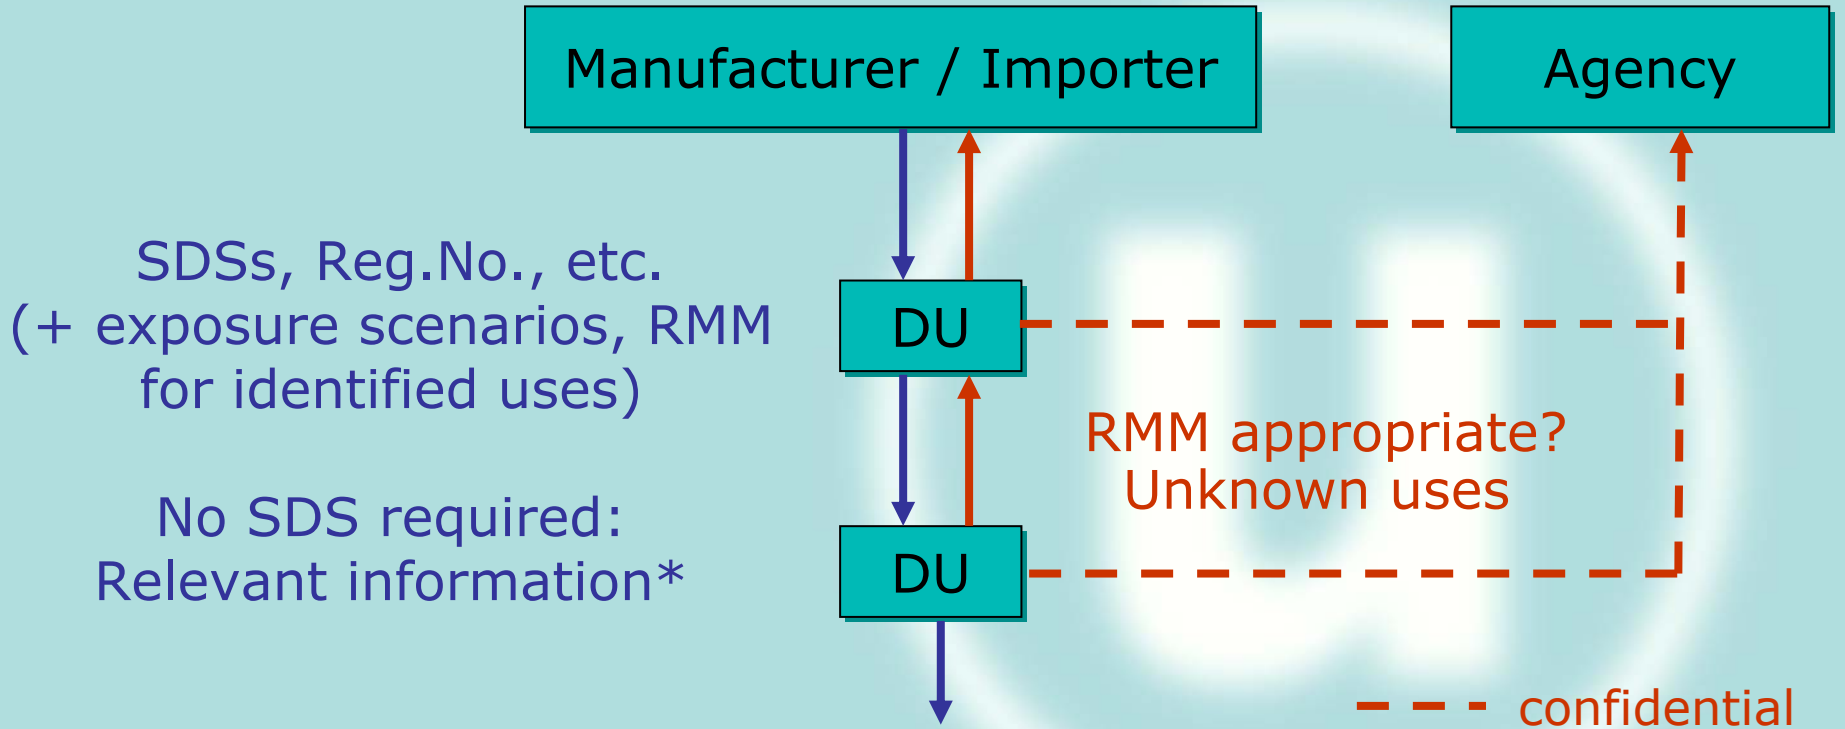 Manufacturer / Importer
Agency
SDSs, Reg.No., etc.
(+ exposure scenarios, RMM
for identified uses)
DU
RMM appropriate?
Unknown uses
No SDS required:
Relevant information*
DU
confidential
u